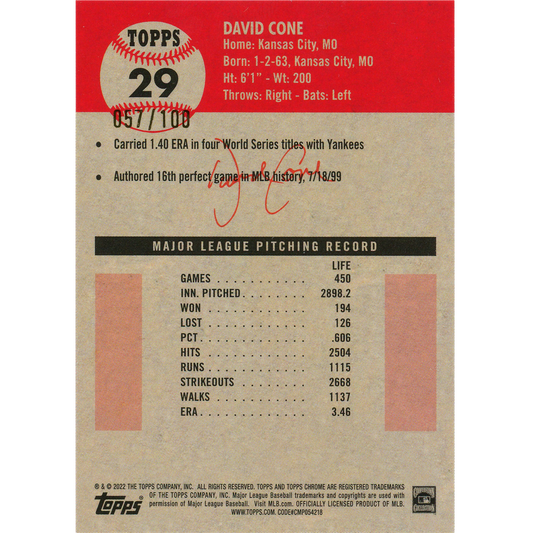 TOPPS
29
057/100
DAVID CONE
Home: Kansas City, MO
Born: 1-2-63, Kansas City, MO
Ht: 6'1" - Wt: 200
Throws: Right - Bats: Left
• Carried 1.40 ERA in four World Series titles with Yankees
• Authored 16th perfect game in MLB history, 7/18/99
David Cone
MAJOR LEAGUE PITCHING RECORD
LIFE
GAMES . . . . . . . . . . 450
INN. PITCHED . . . . . . . . 2898.2
WON . . . . . . . . . . . 194
LOST . . . . . . . . . . . 126
PCT. . . . . . . . . . . . .606
HITS . . . . . . . . . . . 2504
RUNS . . . . . . . . . . . 1115
STRIKEOUTS . . . . . . . . 2668
WALKS . . . . . . . . . . 1137
ERA . . . . . . . . . . . . 3.46
® & © 2022 THE TOPPS COMPANY, INC. ALL RIGHTS RESERVED. TOPPS AND TOPPS CHROME ARE REGISTERED TRADEMARKS
OF THE TOPPS COMPANY, INC. Major League Baseball trademarks and copyrights are used with
permission of Major League Baseball. Visit MLB.com. OFFICIALLY LICENSED PRODUCT OF MLB.
WWW.TOPPS.COM. CODE#CMP054218
Topps